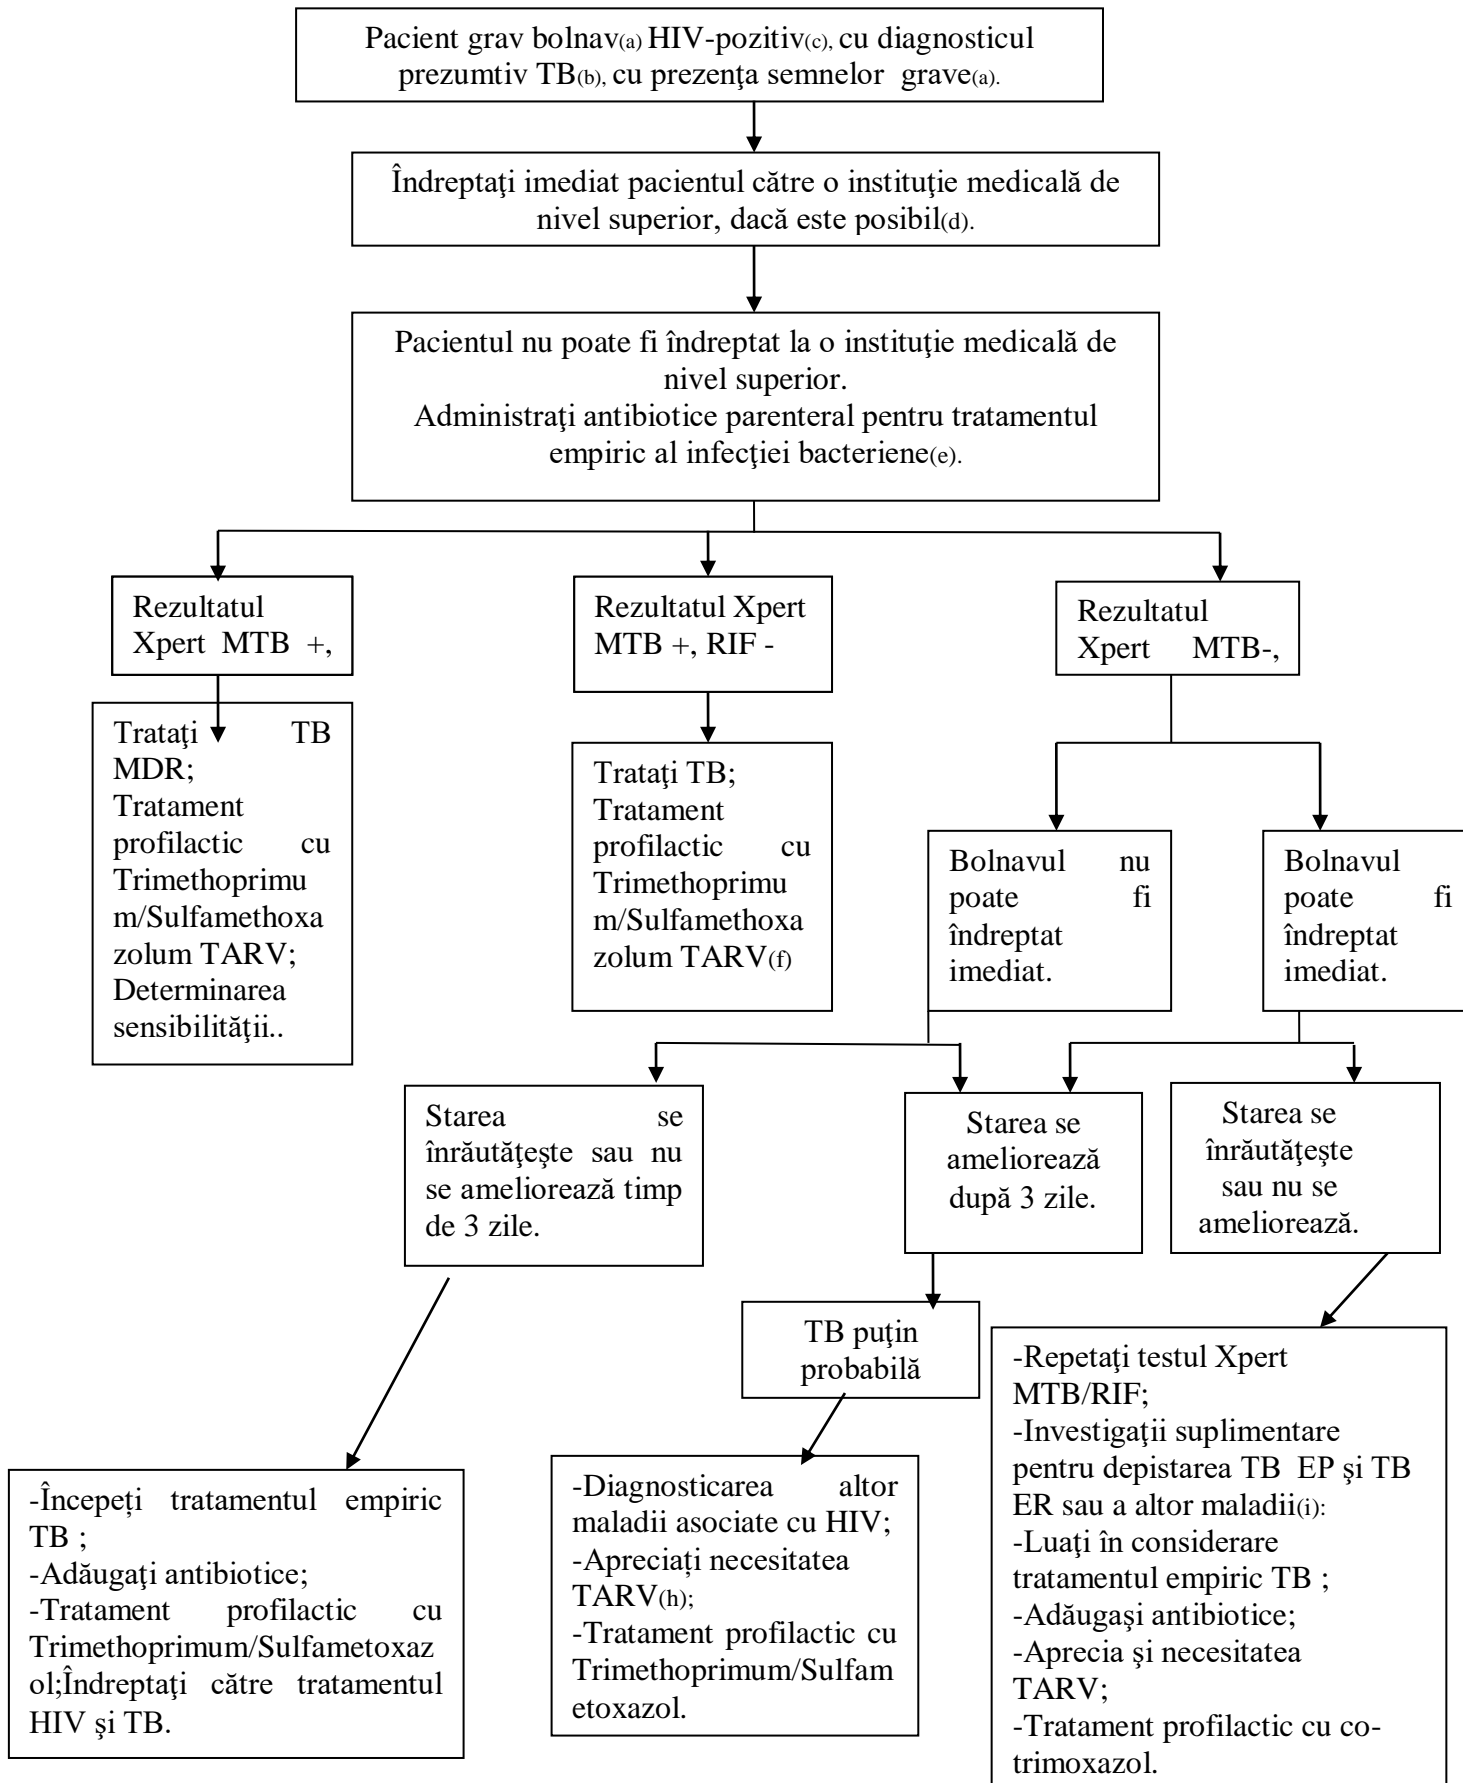 Pacient grav bolnav(a) HIV-pozitiv(c), cu diagnosticul
prezumtiv TB(b), cu prezenţa semnelor grave(a).
Îndreptaţi imediat pacientul către o instituţie medicală de
nivel superior, dacă este posibil(d).
Pacientul nu poate fi îndreptat la o instituţie medicală de
nivel superior.
Administraţi antibiotice parenteral pentru tratamentul
empiric al infecţiei bacteriene(e).
Rezultatul
Xpert MTB +,
Rezultatul Xpert
MTB +, RIF -
Rezultatul
Xpert MTB-,
Trataţi TB
MDR;
Tratament
profilactic cu
Trimethoprimu
m/Sulfamethoxa
zolum TARV;
Determinarea
sensibilităţii..
Trataţi TB;
Tratament
profilactic cu
Trimethoprimu
m/Sulfamethoxa
zolum TARV(f)
Bolnavul nu
poate fi
îndreptat
imediat.
Bolnavul
poate fi
îndreptat
imediat.
Starea se
înrăutăţeşte sau nu
se ameliorează timp
de 3 zile.
Starea se
ameliorează
după 3 zile.
Starea se
înrăutăţeşte
sau nu se
ameliorează.
TB puţin
probabilă
-Începeți tratamentul empiric
TB ;
-Adăugaţi antibiotice;
-Tratament profilactic cu
Trimethoprimum/Sulfametoxaz
ol;Îndreptaţi către tratamentul
HIV şi TB.
-Diagnosticarea altor
maladii asociate cu HIV;
-Apreciați necesitatea
TARV(h);
-Tratament profilactic cu
Trimethoprimum/Sulfam
etoxazol.
-Repetaţi testul Xpert
MTB/RIF;
-Investigaţii suplimentare
pentru depistarea TB EP şi TB
ER sau a altor maladii(i):
-Luaţi în considerare
tratamentul empiric TB ;
-Adăugaşi antibiotice;
-Aprecia şi necesitatea
TARV;
-Tratament profilactic cu co-
trimoxazol.